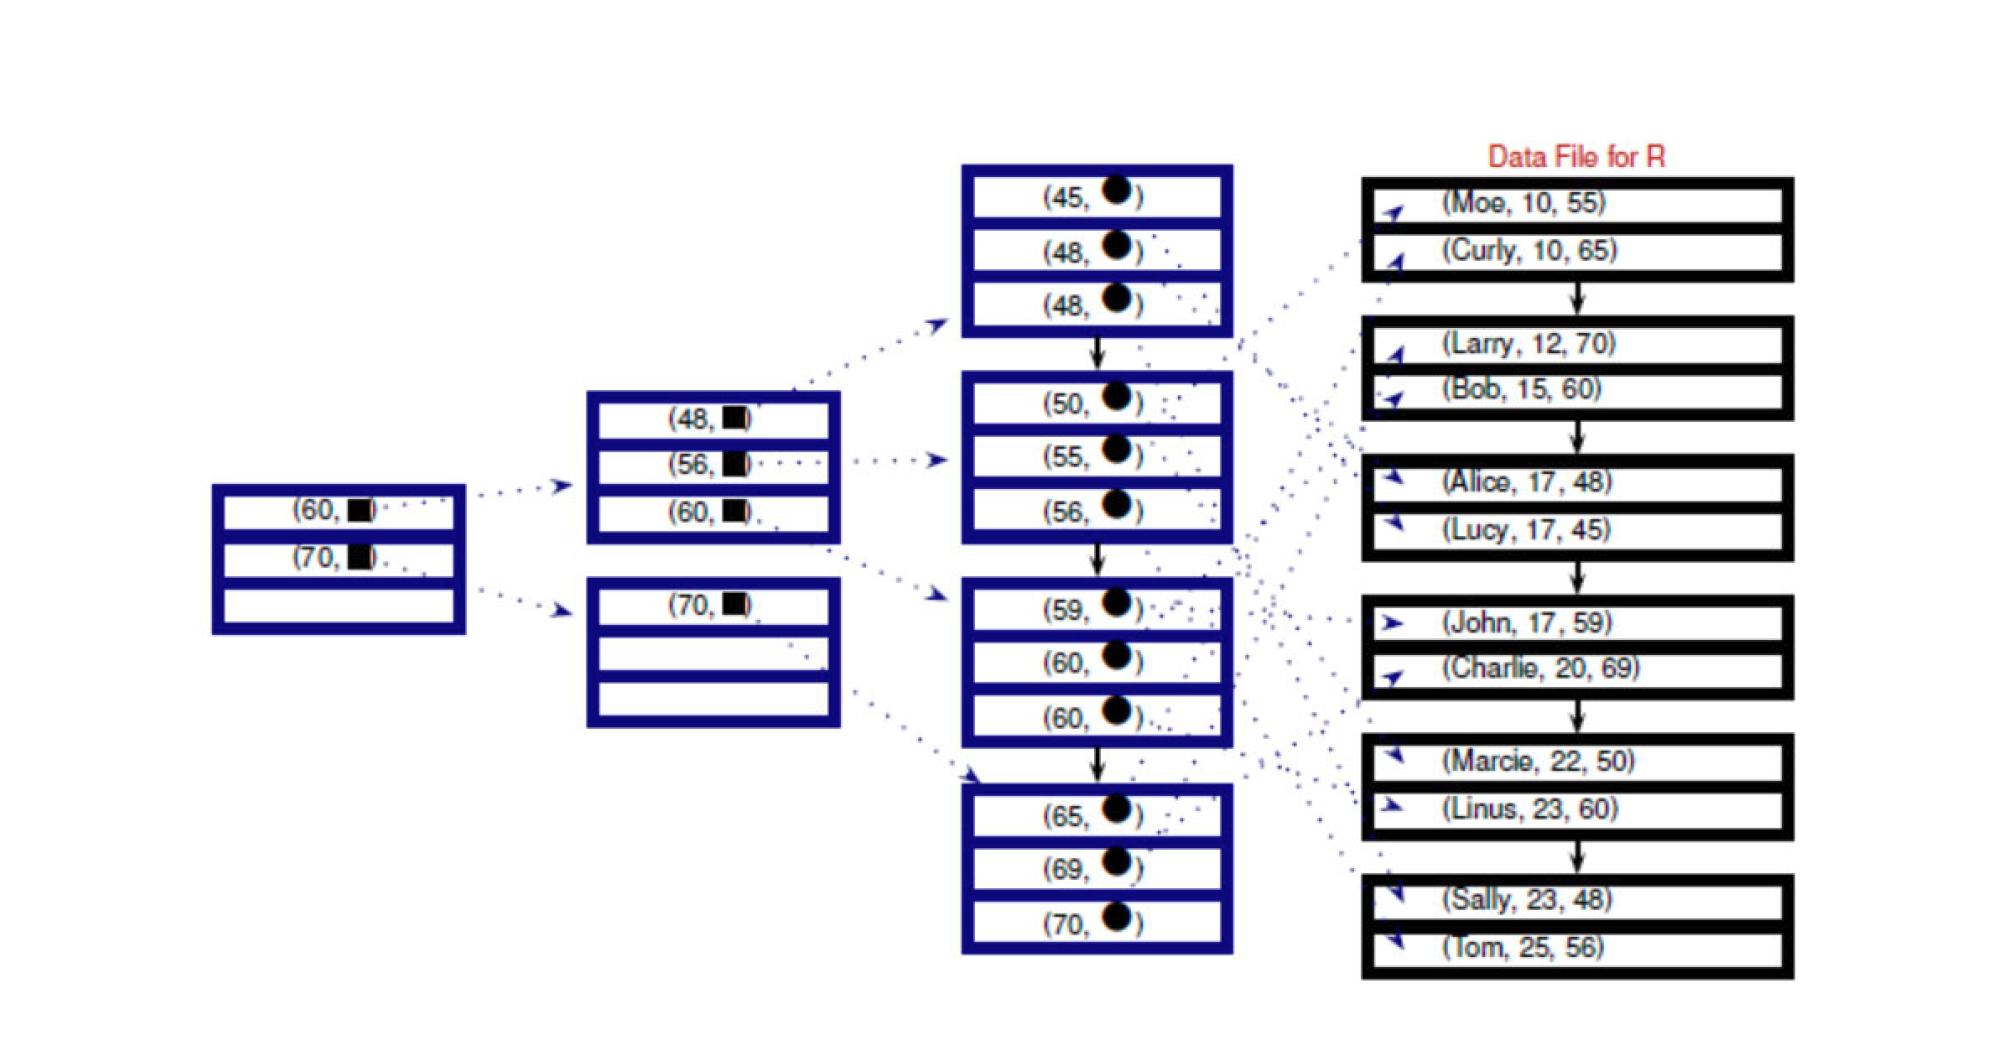 Data File for R
(60, ■)
(70, ■)
(48, ■)
(56, ■)
(60, ■)
(70, ■)
(45, ●)
(48, ●)
(48, ●)
(50, ●)
(55, ●)
(56, ●)
(59, ●)
(60, ●)
(60, ●)
(65, ●)
(69, ●)
(70, ●)
(Moe, 10, 55)
(Curly, 10, 65)
(Larry, 12, 70)
(Bob, 15, 60)
(Alice, 17, 48)
(Lucy, 17, 45)
(John, 17, 59)
(Charlie, 20, 69)
(Marcie, 22, 50)
(Linus, 23, 60)
(Sally, 23, 48)
(Tom, 25, 56)